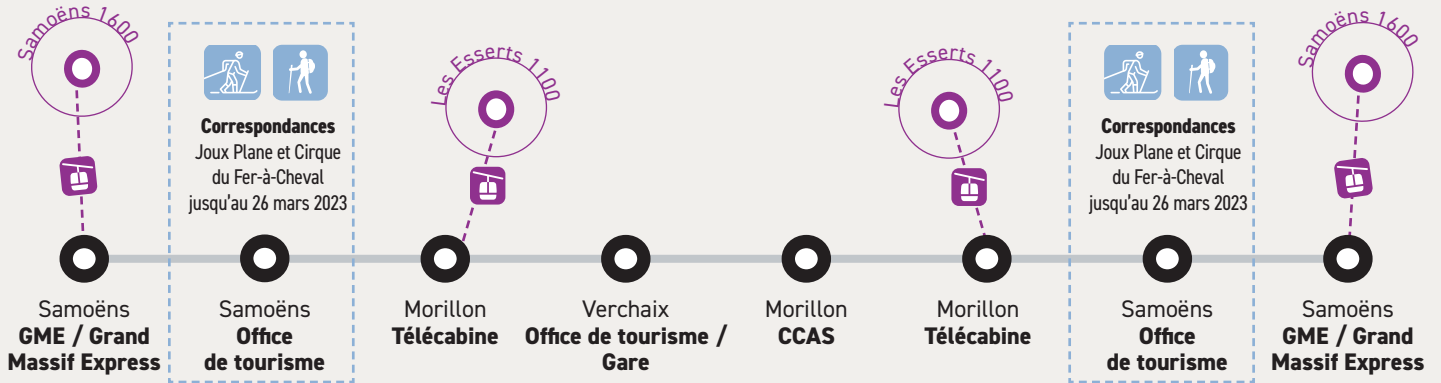 Samoëns 1600
Correspondances
Joux Plane et Cirque
du Fer-à-Cheval
jusqu'au 26 mars 2023
Les Esserts 1100
Les Esserts 1100
Correspondances
Joux Plane et Cirque
du Fer-à-Cheval
jusqu'au 26 mars 2023
Samoëns 1600
Samoëns
GME / Grand
Massif Express
Samoëns
Office
de tourisme
Morillon
Télécabine
Verchaix
Office de tourisme /
Gare
Morillon
CCAS
Morillon
Télécabine
Samoëns
Office
de tourisme
Samoëns
GME / Grand
Massif Express